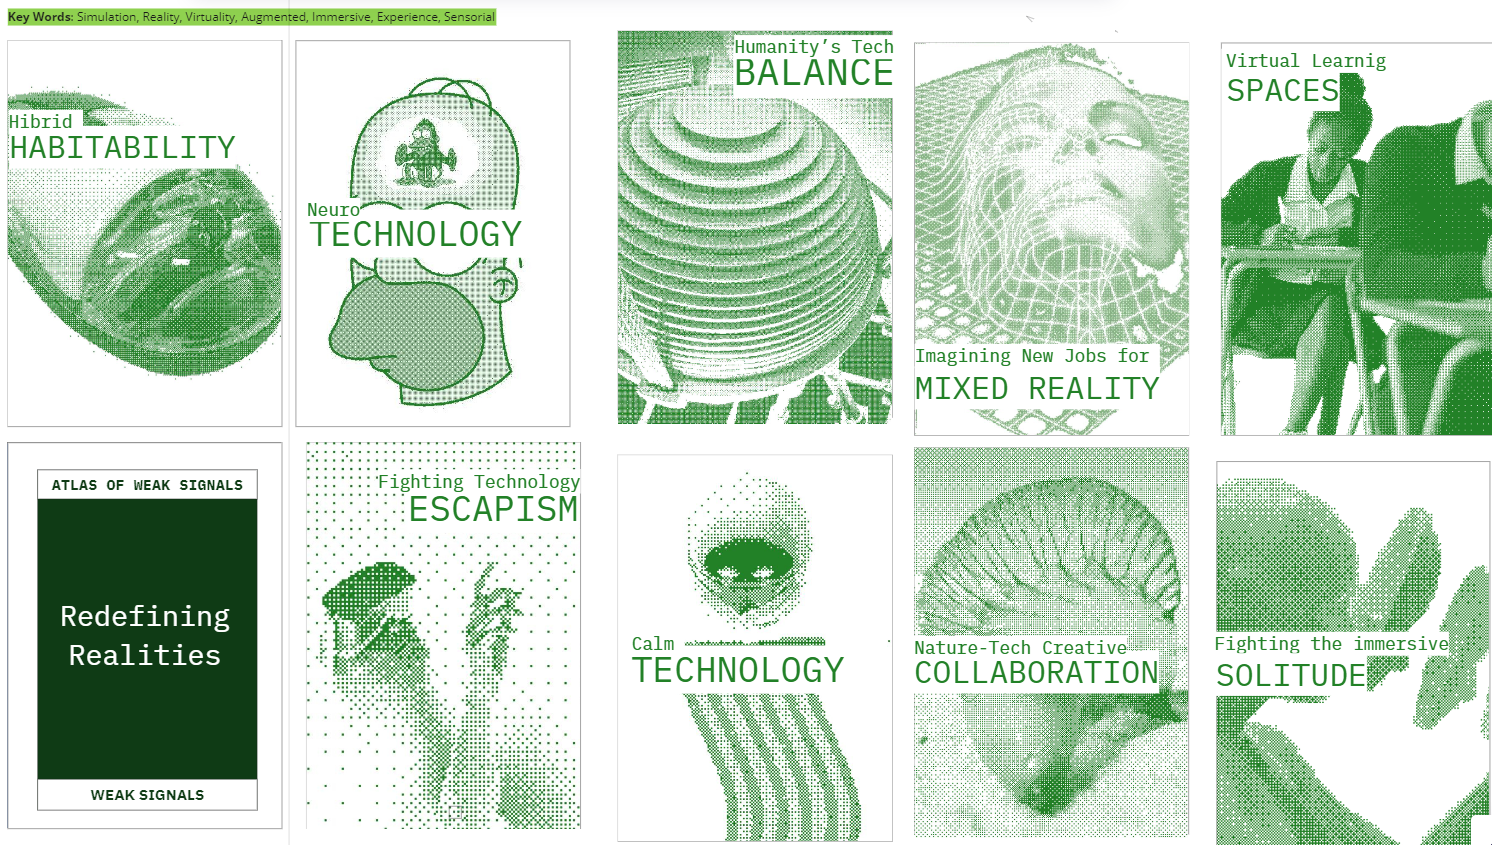 Key Words: Simulation, Reality, Virtuality, Augmented, Immersive, Experience, Sensorial
Hibrid
HABITABILITY
Neuro
TECHNOLOGY
Humanity’s Tech
BALANCE
Imagining New Jobs for
MIXED REALITY
Virtual Learnig
SPACES
ATLAS OF WEAK SIGNALS
Redefining
Realities
WEAK SIGNALS
Fighting Technology
ESCAPISM
Calm
TECHNOLOGY
Nature-Tech Creative
COLLABORATION
Fighting the immersive
SOLITUDE